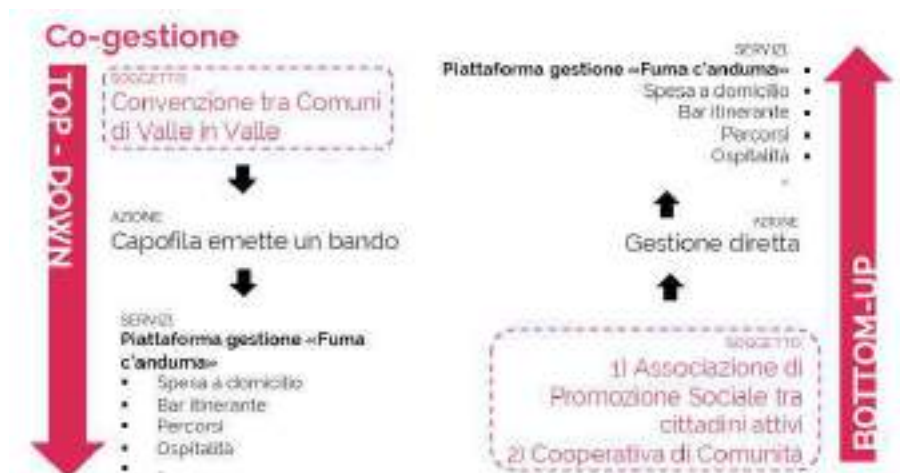 Co-gestione
TOP - DOWN
SOGGETTO
Convenzione tra Comuni
di Valle in Valle
AZIONE
Capofila emette un bando
SERVIZI
Piattaforma gestione «Fuma
c'anduma»
▪ Spesa a domicilio
▪ Bar itinerante
▪ Percorsi
▪ Ospitalità
SERVIZI
Piattaforma gestione «Fuma c'anduma» ▪
Spesa a domicilio ▪
Bar itinerante ▪
Percorsi ▪
Ospitalità ▪
AZIONE
Gestione diretta
SOGGETTO
1) Associazione di
Promozione Sociale tra
cittadini attivi
2) Cooperativa di Comunità
BOTTOM-UP